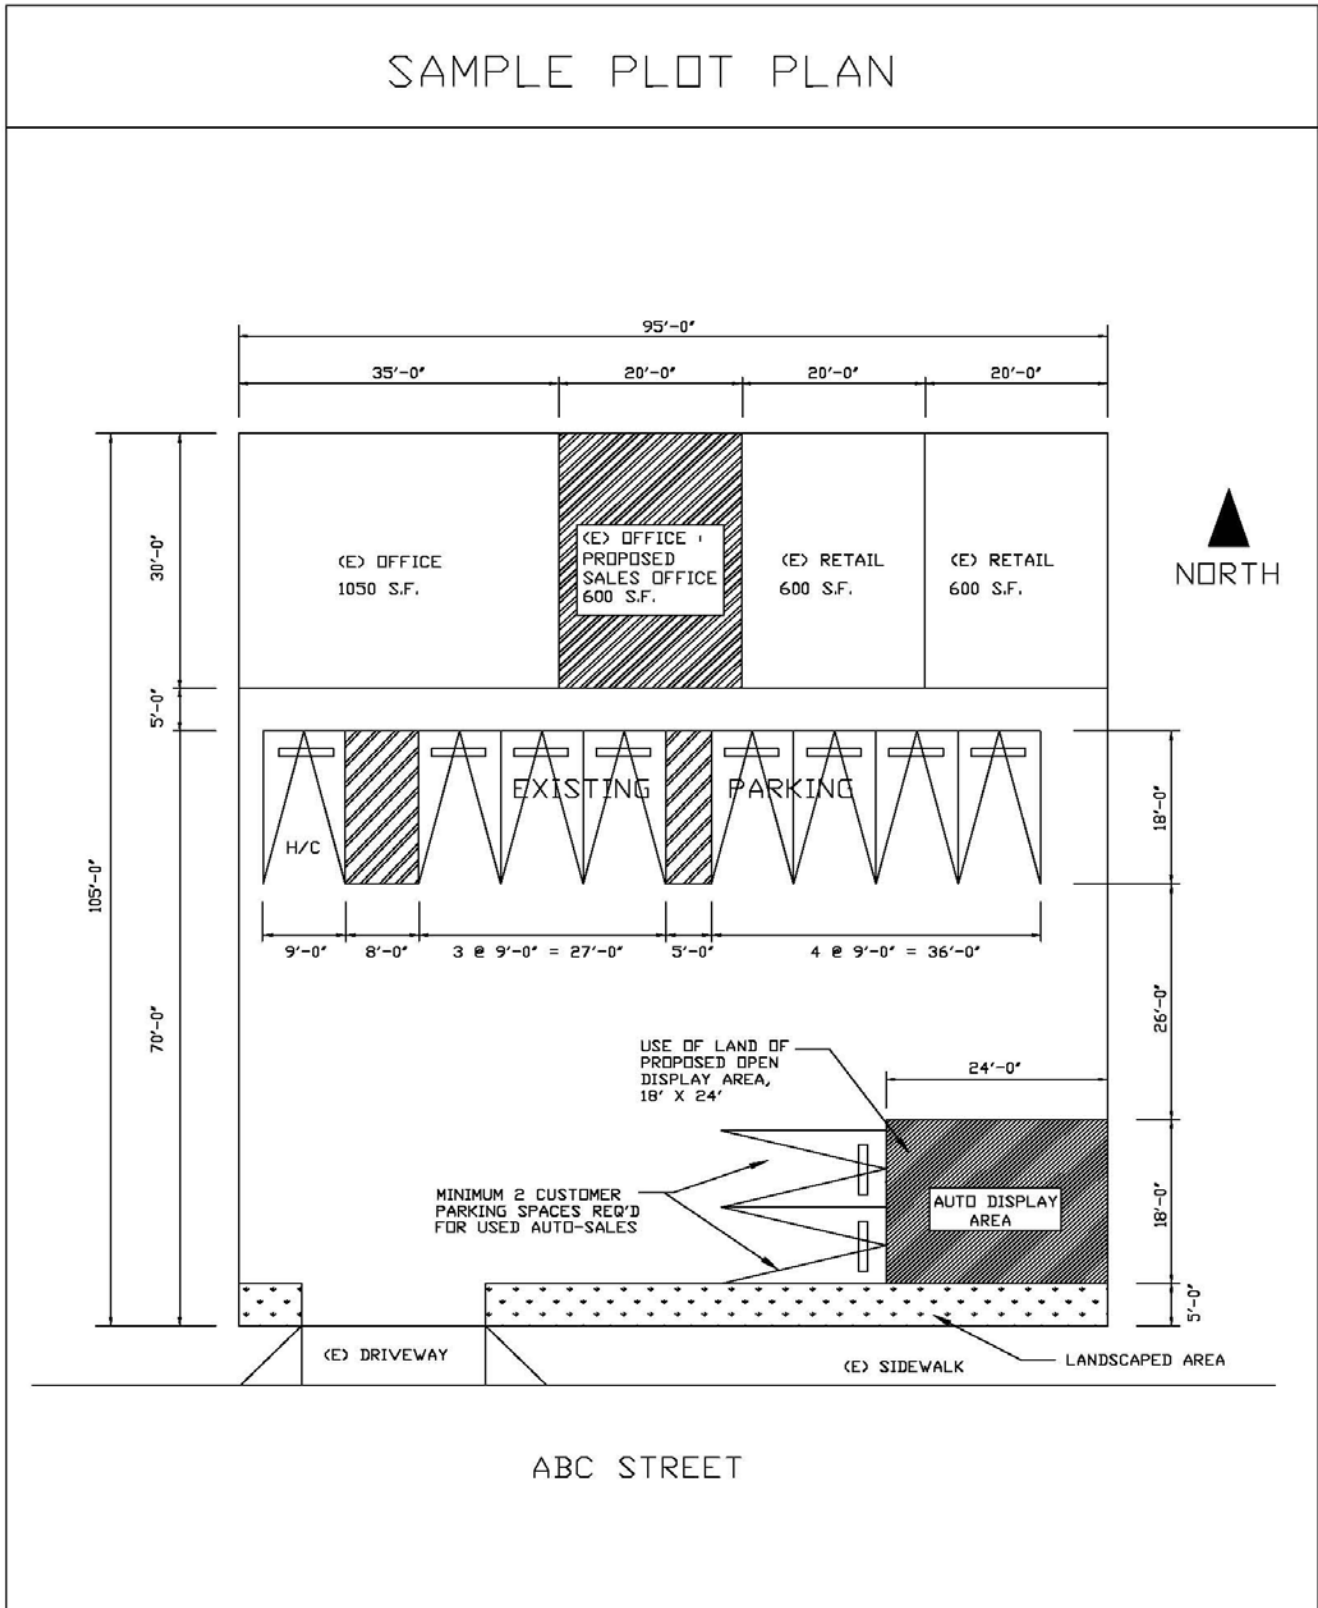 SAMPLE PLOT PLAN
95'-0"
35'-0"
20'-0"
20'-0"
20'-0"
30'-0"
5'-0"
105'-0"
70'-0"
(E) OFFICE
1050 S.F.
(E) OFFICE
PROPOSED
SALES OFFICE
600 S.F.
(E) RETAIL
600 S.F.
(E) RETAIL
600 S.F.
NORTH
EXISTING PARKING
H/C
18'-0"
9'-0"
8'-0"
3 @ 9'-0" = 27'-0"
5'-0"
4 @ 9'-0" = 36'-0"
26'-0"
USE OF LAND OF
PROPOSED OPEN
DISPLAY AREA,
18' X 24'
24'-0"
MINIMUM 2 CUSTOMER
PARKING SPACES REQ'D
FOR USED AUTO-SALES
AUTO DISPLAY
AREA
18'-0"
5'-0"
(E) DRIVEWAY
(E) SIDEWALK
LANDSCAPED AREA
ABC STREET